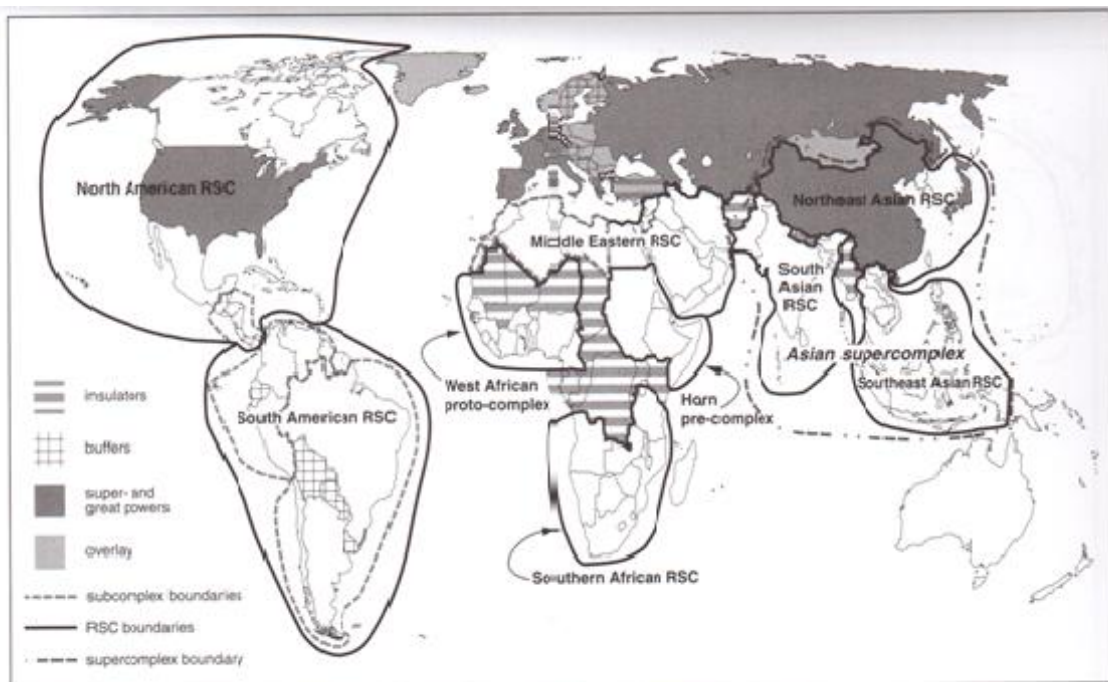 North American RSC
Middle Eastern RSC
Northeast Asian RSC
South
Asian
RSC
Asian supercomplex
Southeast Asian RSC
West African
proto-complex
Horn
pre-complex
South American RSC
Southern African RSC
insulators
buffers
super- and
great powers
overlay
subcomplex boundaries
RSC boundaries
supercomplex boundary